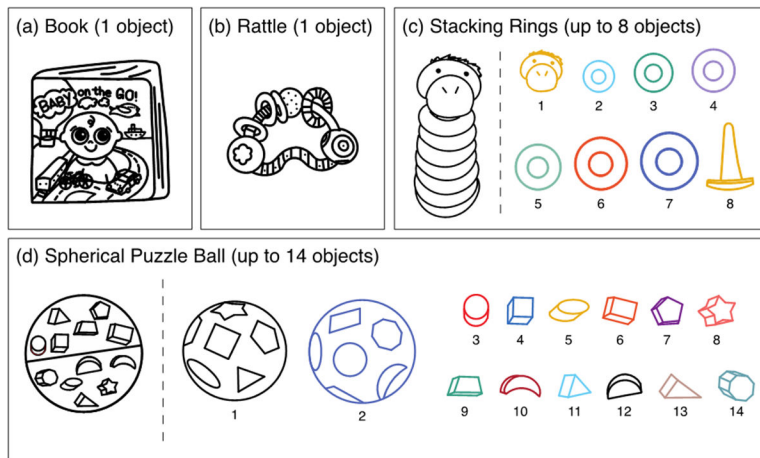 (a) Book (1 object)
BABY on the GO!
(b) Rattle (1 object)
(c) Stacking Rings (up to 8 objects)
1 2 3 4
5 6 7 8
(d) Spherical Puzzle Ball (up to 14 objects)
1 2
3 4 5 6 7 8
9 10 11 12 13 14